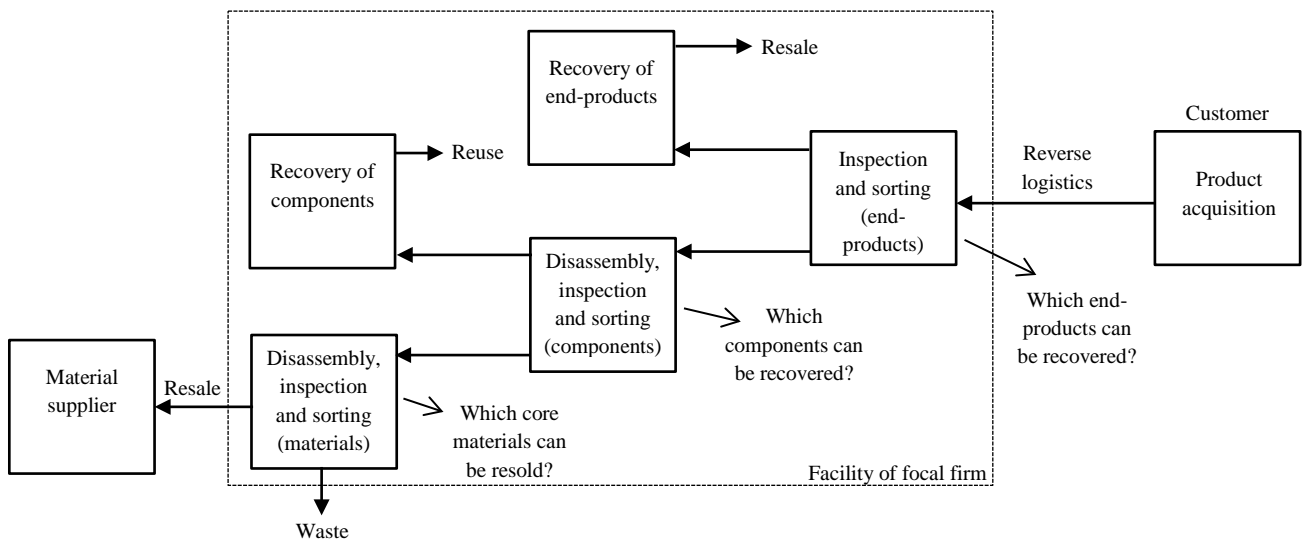 Recovery of
end-products
Resale
Customer
Recovery of
components
Reuse
Inspection
and sorting
(end-
products)
Reverse
logistics
Product
acquisition
Disassembly,
inspection
and sorting
(components)
Which
components can
be recovered?
Which end-
products can
be recovered?
Material
supplier
Resale
Disassembly,
inspection
and sorting
(materials)
Which core
materials can
be resold?
Facility of focal firm
Waste